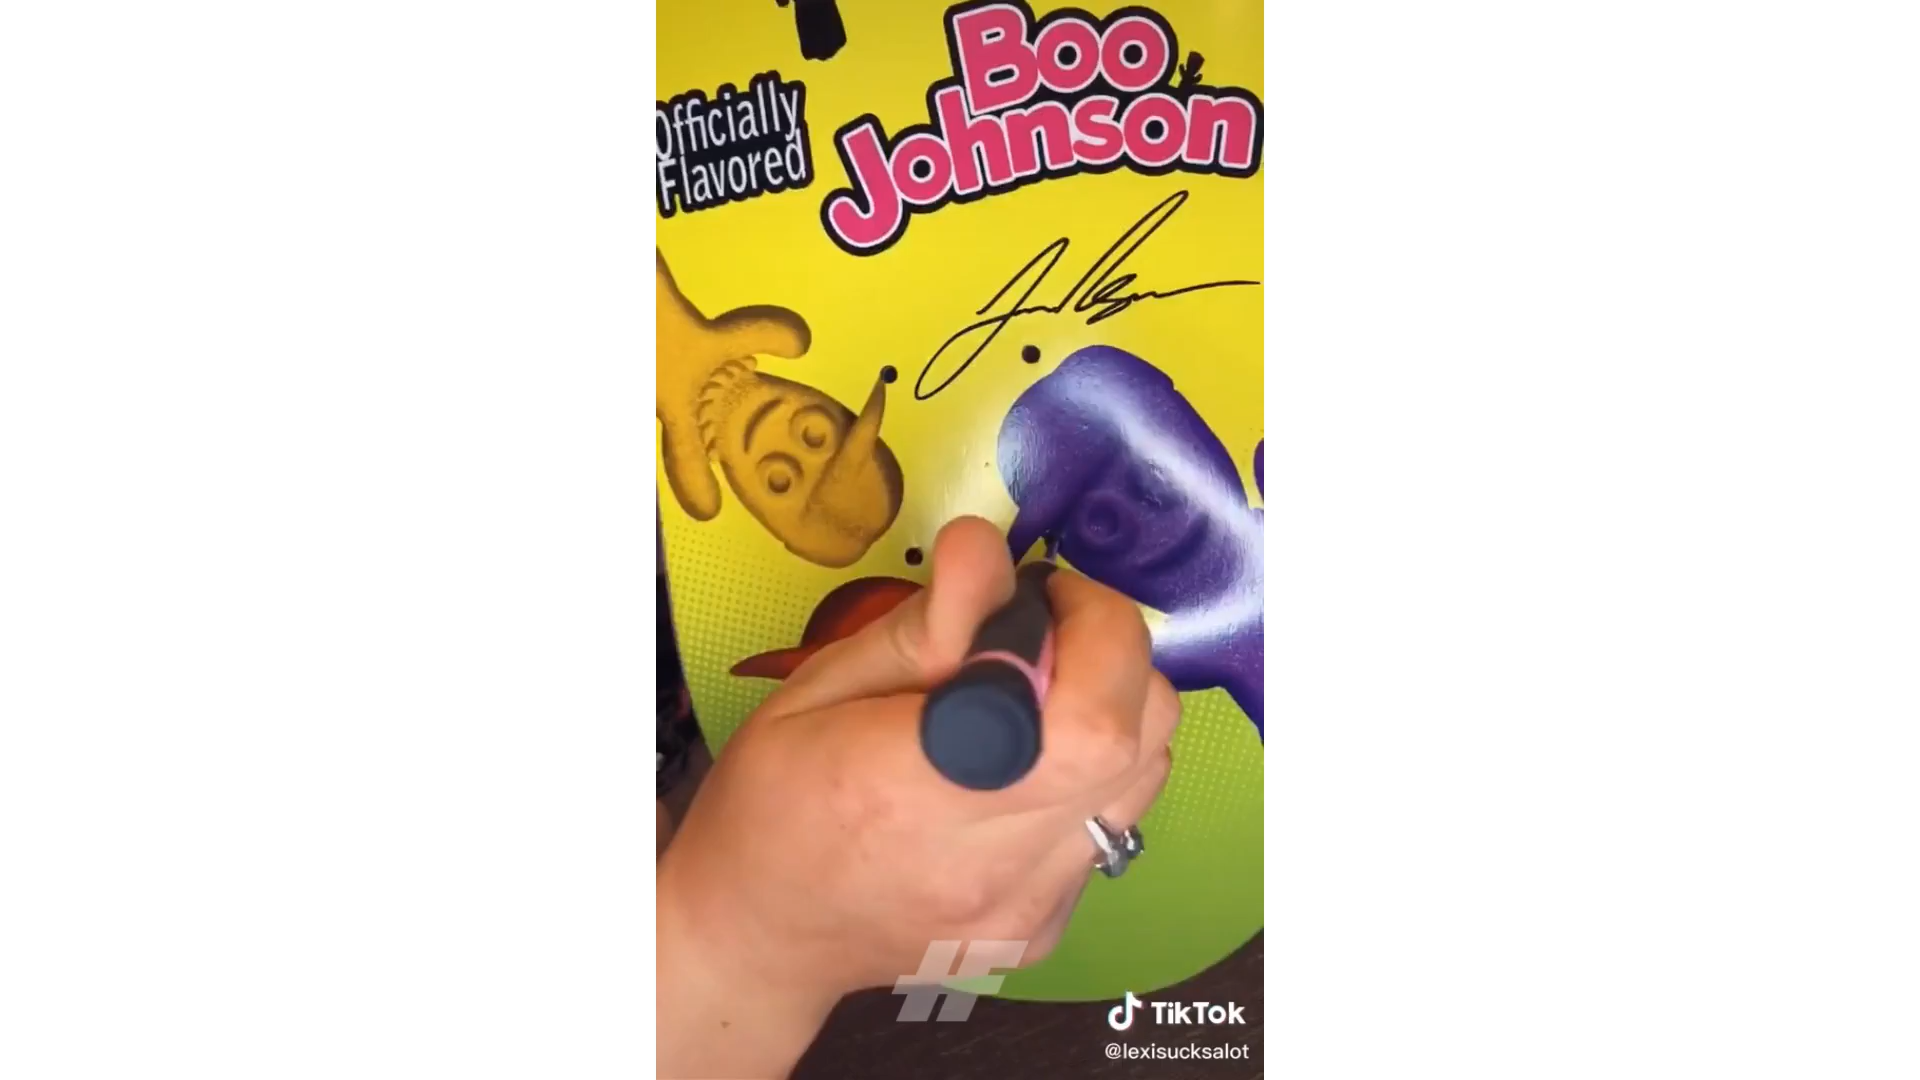 Boo
Johnson
Officially
Flavored
TikTok
@lexisucksalot